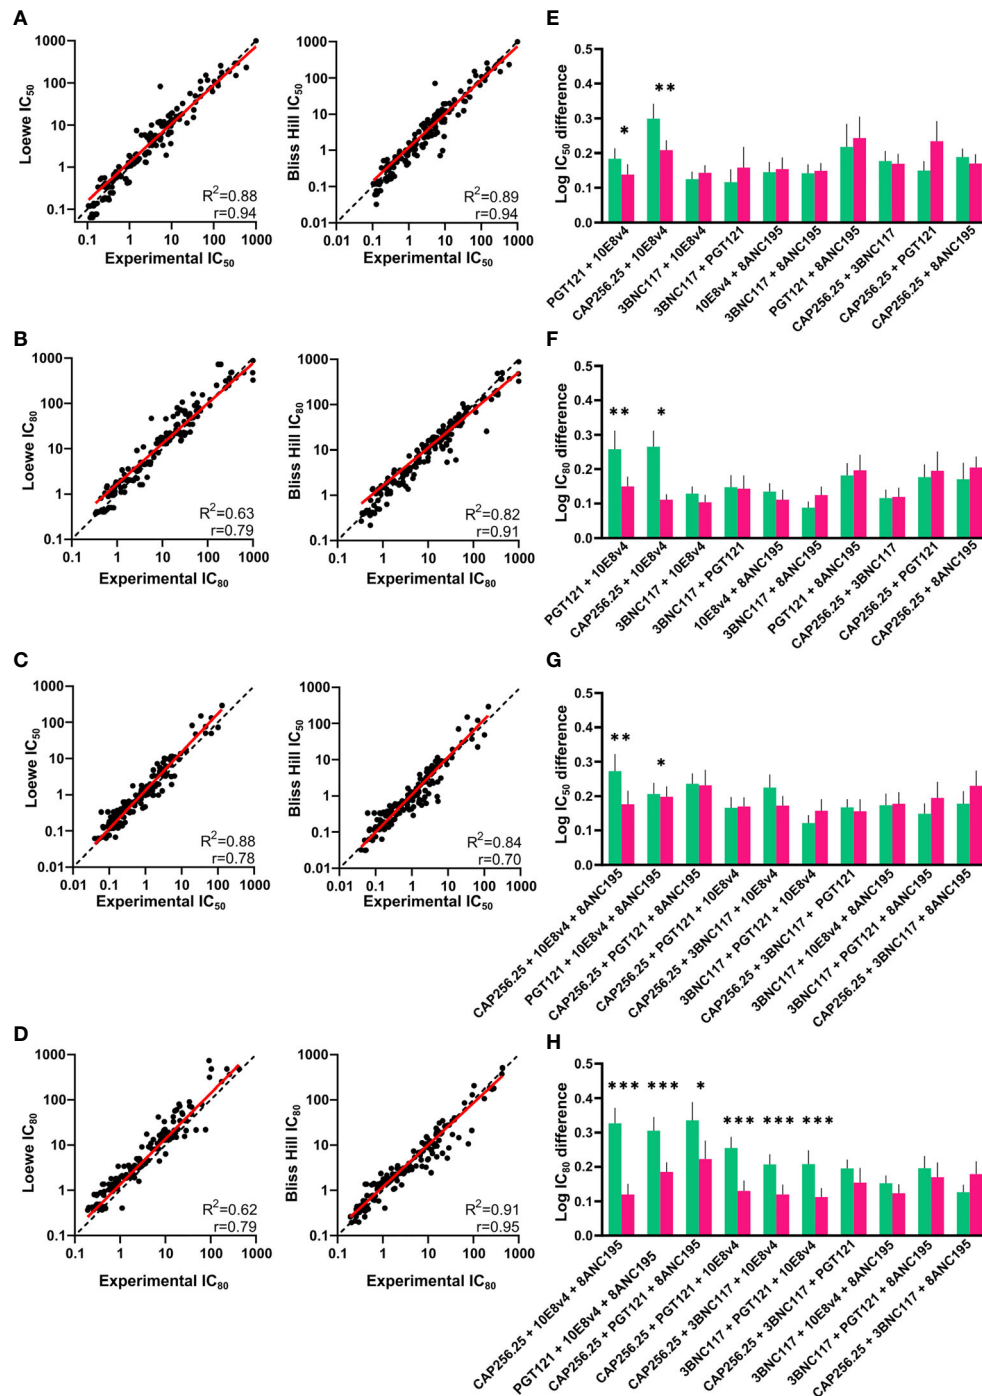 A
1000
100
10
1
0.1
Loewe IC50
0.1 1 10 100 1000
Experimental IC50
R2=0.88
r=0.94
1000
100
10
1
0.1
0.01
Bliss Hill IC50
0.1 1 10 100 1000
Experimental IC50
R2=0.89
r=0.94
E
0.5
0.4
0.3
0.2
0.1
0.0
Log IC50 difference
*
**
PGT121 + 10E8v4
CAP256.25 + 10E8v4
3BNC117 + 10E8v4
3BNC117 + PGT121
10E8v4 + 8ANC195
3BNC117 + 8ANC195
PGT121 + 8ANC195
CAP256.25 + 3BNC117
CAP256.25 + PGT121
CAP256.25 + 8ANC195
B
1000
100
10
1
0.1
Loewe IC80
0.1 1 10 100 1000
Experimental IC80
R2=0.63
r=0.79
1000
100
10
1
0.1
Bliss Hill IC80
0.1 1 10 100 1000
Experimental IC80
R2=0.82
r=0.91
F
0.5
0.4
0.3
0.2
0.1
0.0
Log IC80 difference
**
*
PGT121 + 10E8v4
CAP256.25 + 10E8v4
3BNC117 + 10E8v4
3BNC117 + PGT121
10E8v4 + 8ANC195
3BNC117 + 8ANC195
PGT121 + 8ANC195
CAP256.25 + 3BNC117
CAP256.25 + PGT121
CAP256.25 + 8ANC195
C
1000
100
10
1
0.1
0.01
Loewe IC50
0.01 0.1 1 10 100 1000
Experimental IC50
R2=0.88
r=0.78
1000
100
10
1
0.1
0.01
Bliss Hill IC50
0.01 0.1 1 10 100 1000
Experimental IC50
R2=0.84
r=0.70
G
0.5
0.4
0.3
0.2
0.1
0.0
Log IC50 difference
**
*
CAP256.25 + 10E8v4 + 8ANC195
PGT121 + 10E8v4 + 8ANC195
CAP256.25 + PGT121 + 8ANC195
CAP256.25 + PGT121 + 10E8v4
CAP256.25 + 3BNC117 + 10E8v4
3BNC117 + PGT121 + 10E8v4
CAP256.25 + 3BNC117 + PGT121
3BNC117 + 10E8v4 + 8ANC195
3BNC117 + PGT121 + 8ANC195
CAP256.25 + 3BNC117 + 8ANC195
D
1000
100
10
1
0.1
Loewe IC80
0.1 1 10 100 1000
Experimental IC80
R2=0.62
r=0.79
1000
100
10
1
0.1
Bliss Hill IC80
0.1 1 10 100 1000
Experimental IC80
R2=0.91
r=0.95
H
0.5
0.4
0.3
0.2
0.1
0.0
Log IC80 difference
***
***
*
***
***
***
CAP256.25 + 10E8v4 + 8ANC195
PGT121 + 10E8v4 + 8ANC195
CAP256.25 + PGT121 + 8ANC195
CAP256.25 + PGT121 + 10E8v4
CAP256.25 + 3BNC117 + 10E8v4
3BNC117 + PGT121 + 10E8v4
CAP256.25 + 3BNC117 + PGT121
3BNC117 + 10E8v4 + 8ANC195
3BNC117 + PGT121 + 8ANC195
CAP256.25 + 3BNC117 + 8ANC195